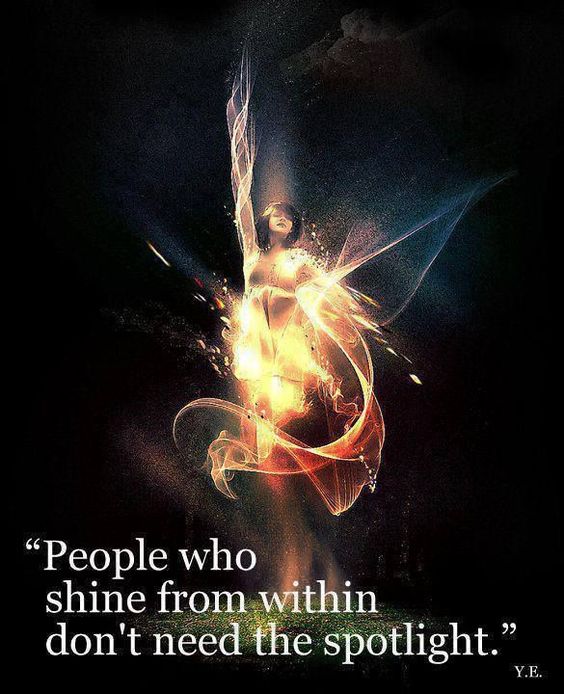 “People who
shine from within
don't need the spotlight.”
Y.E.